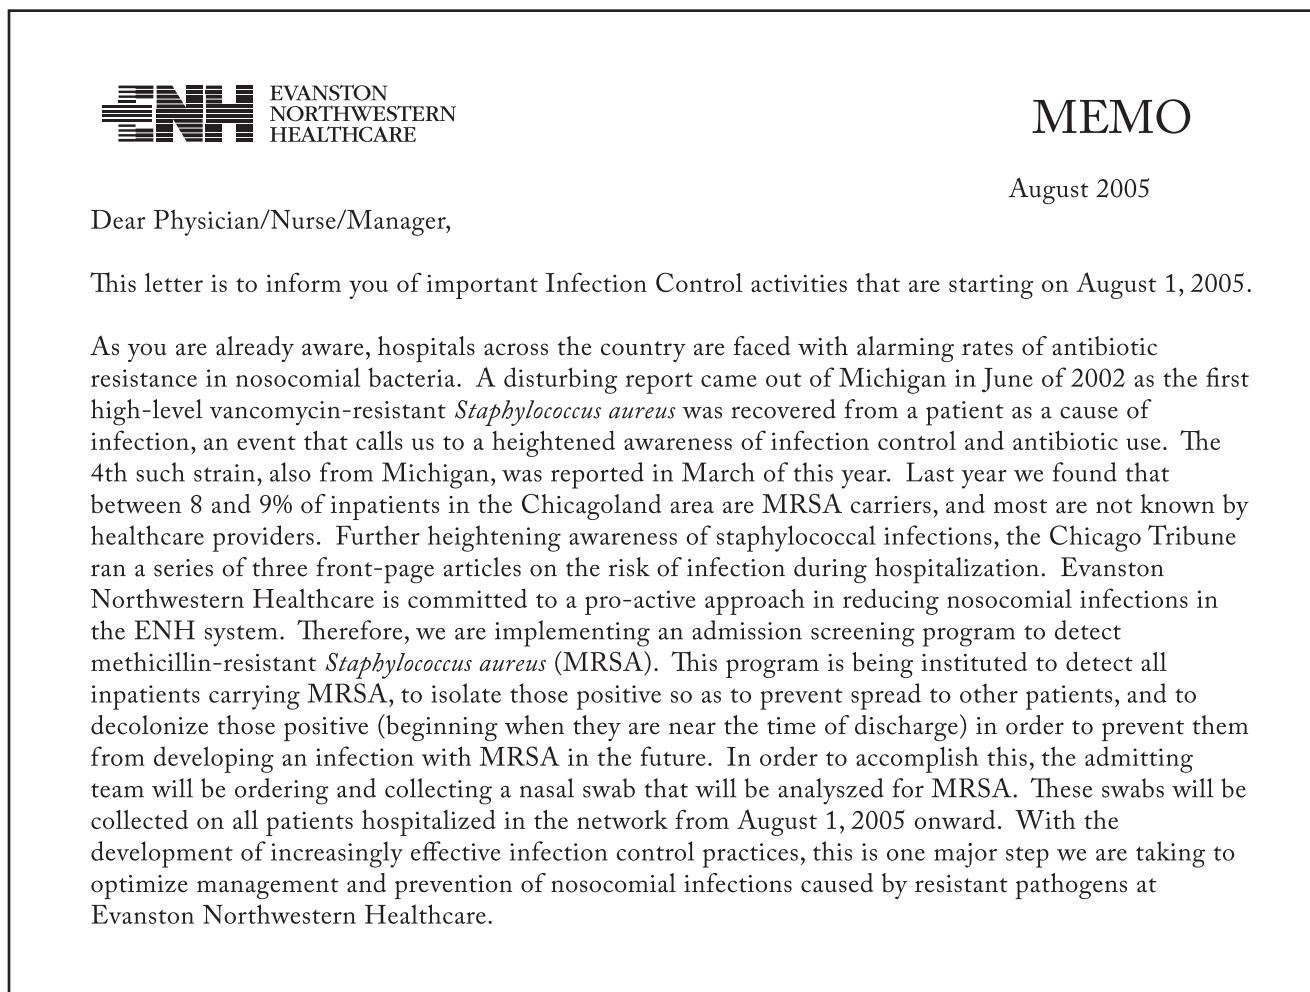 ENH EVANSTON
NORTHWESTERN
HEALTHCARE
MEMO
August 2005
Dear Physician/Nurse/Manager,
This letter is to inform you of important Infection Control activities that are starting on August 1, 2005.
As you are already aware, hospitals across the country are faced with alarming rates of antibiotic
resistance in nosocomial bacteria.  A disturbing report came out of Michigan in June of 2002 as the first
high-level vancomycin-resistant Staphylococcus aureus was recovered from a patient as a cause of
infection, an event that calls us to a heightened awareness of infection control and antibiotic use.  The
4th such strain, also from Michigan, was reported in March of this year.  Last year we found that
between 8 and 9% of inpatients in the Chicagoland area are MRSA carriers, and most are not known by
healthcare providers.  Further heightening awareness of staphylococcal infections, the Chicago Tribune
ran a series of three front-page articles on the risk of infection during hospitalization.  Evanston
Northwestern Healthcare is committed to a pro-active approach in reducing nosocomial infections in
the ENH system.  Therefore, we are implementing an admission screening program to detect
methicillin-resistant Staphylococcus aureus (MRSA).  This program is being instituted to detect all
inpatients carrying MRSA, to isolate those positive so as to prevent spread to other patients, and to
decolonize those positive (beginning when they are near the time of discharge) in order to prevent them
from developing an infection with MRSA in the future.  In order to accomplish this, the admitting
team will be ordering and collecting a nasal swab that will be analyszed for MRSA.  These swabs will be
collected on all patients hospitalized in the network from August 1, 2005 onward.  With the
development of increasingly effective infection control practices, this is one major step we are taking to
optimize management and prevention of nosocomial infections caused by resistant pathogens at
Evanston Northwestern Healthcare.